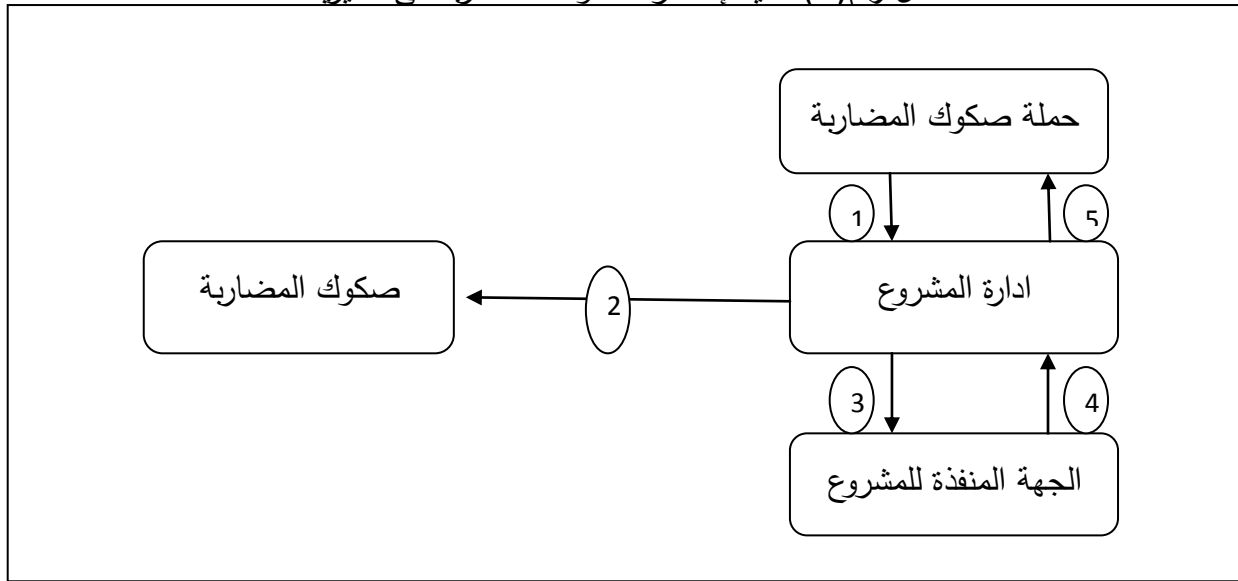 حملة صكوك المضاربة
1
5
صكوك المضاربة
2
ادارة المشروع
3
4
الجهة المنفذة للمشروع